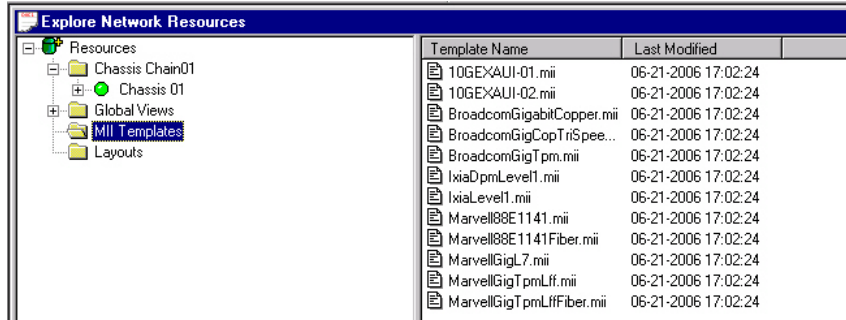 Explore Network Resources
Resources
Chassis Chain01
Chassis 01
Global Views
MII Templates
Layouts
Template Name Last Modified
10GEXAUI-01.mii 06-21-2006 17:02:24
10GEXAUI-02.mii 06-21-2006 17:02:24
BroadcomGigabitCopper.mii 06-21-2006 17:02:24
BroadcomGigCopTriSpee... 06-21-2006 17:02:24
BroadcomGigTpm.mii 06-21-2006 17:02:24
IxiaDpmLevel1.mii 06-21-2006 17:02:24
IxiaLevel1.mii 06-21-2006 17:02:24
Marvell88E1141.mii 06-21-2006 17:02:24
Marvell88E1141Fiber.mii 06-21-2006 17:02:24
MarvellGigL7.mii 06-21-2006 17:02:24
MarvellGigTpmLff.mii 06-21-2006 17:02:24
MarvellGigTpmLffFiber.mii 06-21-2006 17:02:24